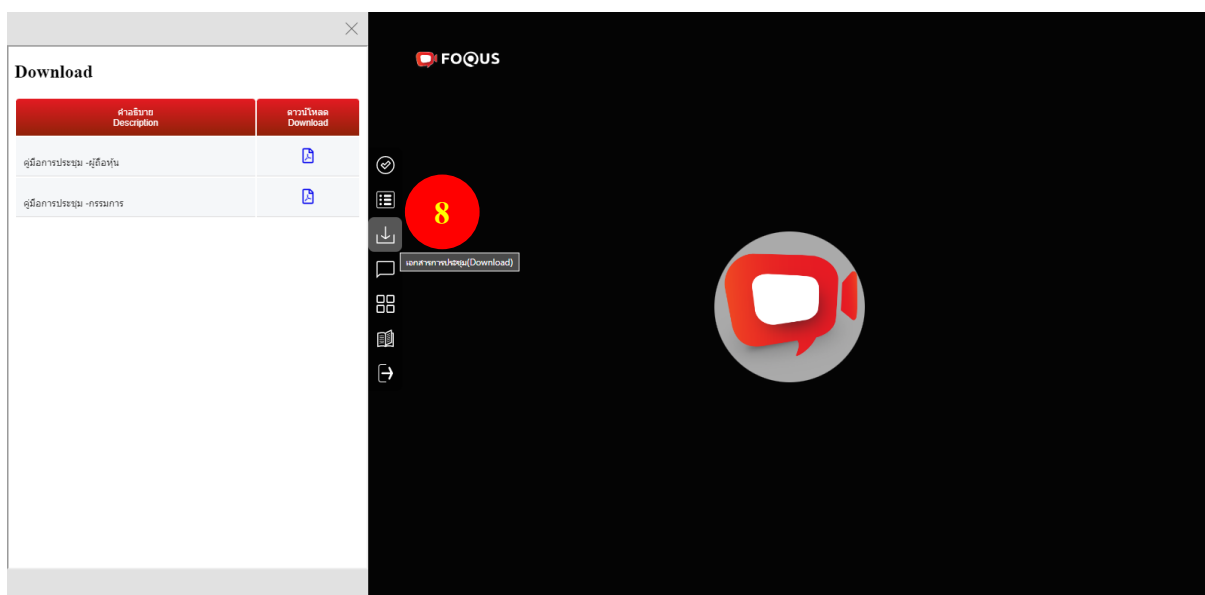 Download
คำอธิบาย
Description
ดาวน์โหลด
Download
คู่มือการประชุม -ผู้ถือหุ้น
คู่มือการประชุม -กรรมการ
FOQUS
8
เอกสารการประชุม(Download)